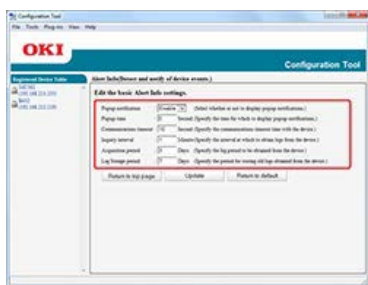 Configuration Tool
File Tools Plug-ins View Help
OKI
Configuration Tool
Registered Device Table
Alert Info(Detect and notify of device events.)
Edit the basic Alert Info settings.
Popup notification Enable (Select whether or not to display popup notifications.)
Popup time Second (Specify the time for which to display popup notifications.)
Communications timeout Second (Specify the communications timeout time with the device.)
Inquiry interval Minutes (Specify the interval at which to obtain logs from the device.)
Acquisition period Days (Specify the log period to be obtained from the device.)
Log Storage period Days (Specify the period for storing old logs obtained from the device.)
Return to top page Update Return to default